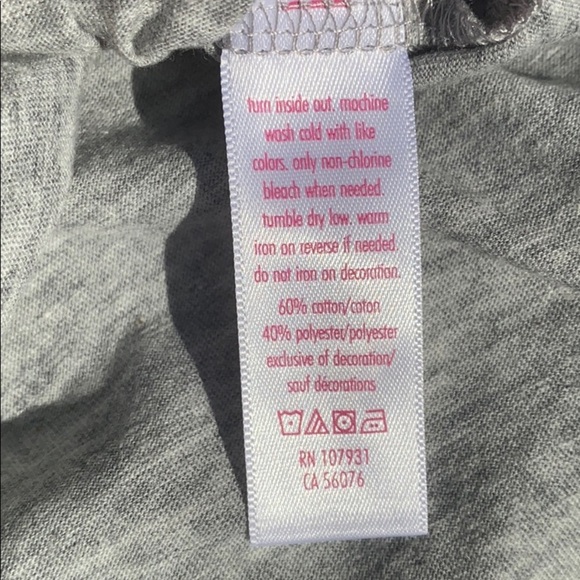 turn inside out, machine
wash cold with like
colors, only non-chlorine
bleach when needed.
tumble dry low, warm
iron on reverse if needed
do not iron on decoration.
60% cotton/coton
40% polyester/polyester
exclusive of decoration/
sauf décorations
RN 107931
CA 56076